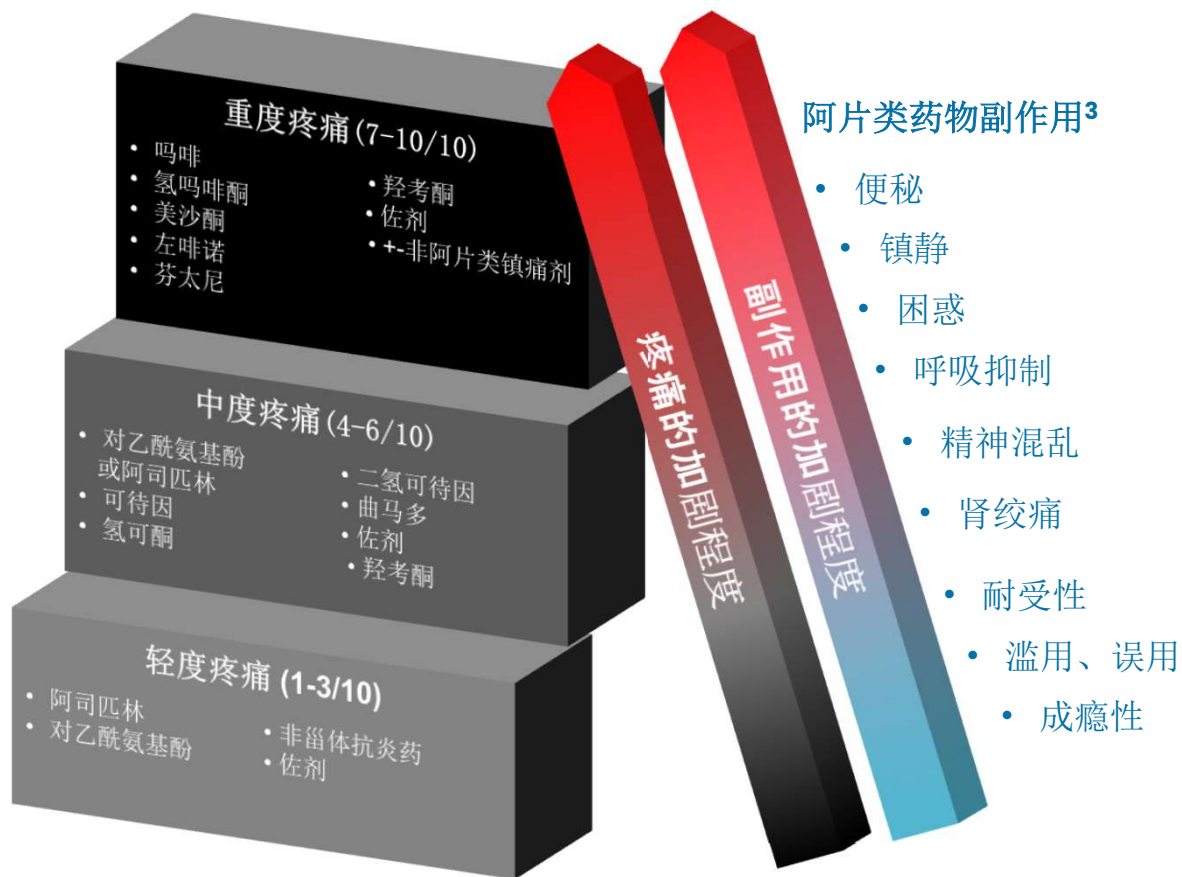 重度疼痛(7-10/10)
• 吗啡
• 氢吗啡酮
• 美沙酮
• 左啡诺
• 芬太尼
• 羟考酮
• 佐剂
• +-非阿片类镇痛剂
中度疼痛(4-6/10)
• 对乙酰氨基酚
或阿司匹林
• 可待因
• 氢可酮
• 二氢可待因
• 曲马多
• 佐剂
• 羟考酮
轻度疼痛 (1-3/10)
• 阿司匹林
• 对乙酰氨基酚
• 非甾体抗炎药
• 佐剂
疼痛的加剧程度
副作用的加剧程度
阿片类药物副作用³
• 便秘
• 镇静
• 困惑
• 呼吸抑制
• 精神混乱
• 肾绞痛
• 耐受性
• 滥用、误用
• 成瘾性